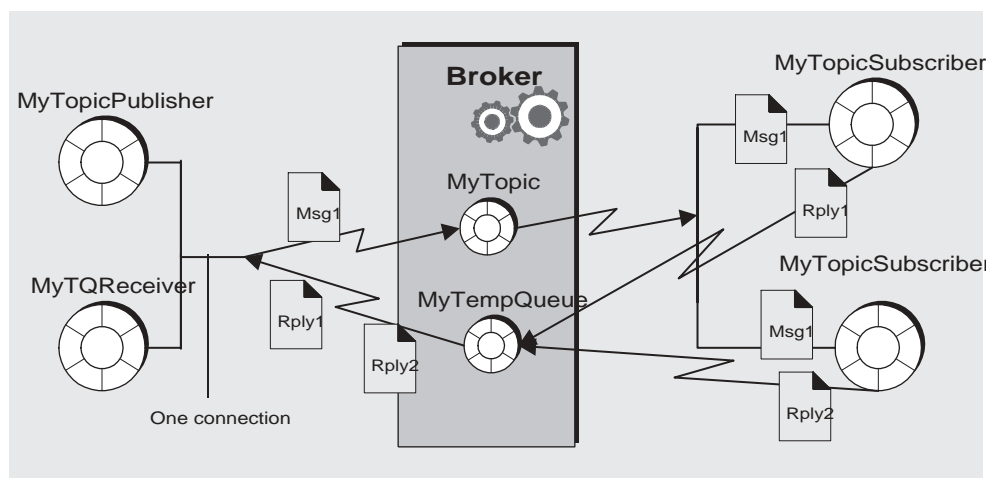 Broker
MyTopicSubscriber
MyTopicPublisher
Msg1
MyTopic
Msg1
Rply1
MyTopicSubscriber
MyTQReceiver
MyTempQueue
Rply1
Msg1
Rply2
Rply2
One connection